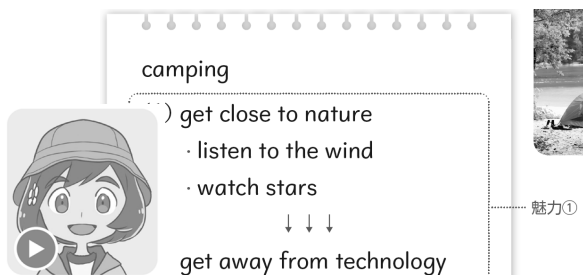 camping
) get close to nature
· listen to the wind
· watch stars
↓ ↓ ↓
get away from technology
魅力①